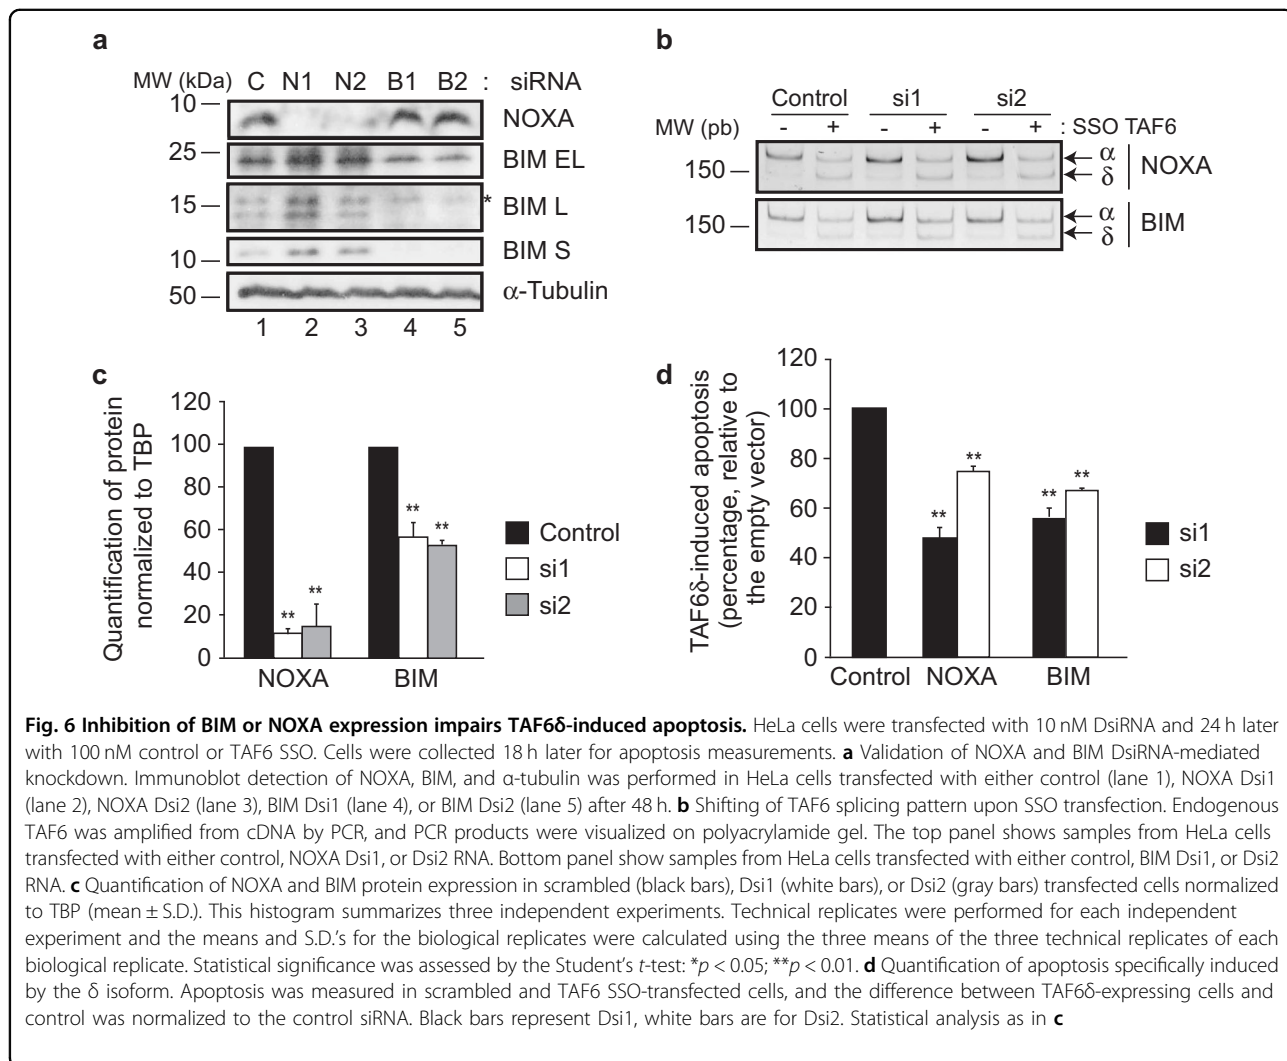 a
MW (kDa) C N1 N2 B1 B2 : siRNA
10 NOXA
25 BIM EL
15 * BIM L
10 BIM S
50 α-Tubulin
1 2 3 4 5
b
Control si1 si2
MW (pb) - + - + - + : SSO TAF6
150 α δ NOXA
150 α δ BIM
c
Quantification of protein
normalized to TBP
120
100
80
60
40
20
0
** ** ** **
NOXA BIM
Control
si1
si2
d
TAF6δ-induced apoptosis
(percentage, relative to
the empty vector)
120
100
80
60
40
20
0
** ** ** **
Control NOXA BIM
si1
si2
Fig. 6 Inhibition of BIM or NOXA expression impairs TAF6δ-induced apoptosis. HeLa cells were transfected with 10 nM DsiRNA and 24 h later
with 100 nM control or TAF6 SSO. Cells were collected 18 h later for apoptosis measurements. a Validation of NOXA and BIM DsiRNA-mediated
knockdown. Immunoblot detection of NOXA, BIM, and α-tubulin was performed in HeLa cells transfected with either control (lane 1), NOXA Dsi1
(lane 2), NOXA Dsi2 (lane 3), BIM Dsi1 (lane 4), or BIM Dsi2 (lane 5) after 48 h. b Shifting of TAF6 splicing pattern upon SSO transfection. Endogenous
TAF6 was amplified from cDNA by PCR, and PCR products were visualized on polyacrylamide gel. The top panel shows samples from HeLa cells
transfected with either control, NOXA Dsi1, or Dsi2 RNA. Bottom panel show samples from HeLa cells transfected with either control, BIM Dsi1, or Dsi2
RNA. c Quantification of NOXA and BIM protein expression in scrambled (black bars), Dsi1 (white bars), or Dsi2 (gray bars) transfected cells normalized
to TBP (mean ± S.D.). This histogram summarizes three independent experiments. Technical replicates were performed for each independent
experiment and the means and S.D.'s for the biological replicates were calculated using the three means of the three technical replicates of each
biological replicate. Statistical significance was assessed by the Student's t-test: *p < 0.05; **p < 0.01. d Quantification of apoptosis specifically induced
by the δ isoform. Apoptosis was measured in scrambled and TAF6 SSO-transfected cells, and the difference between TAF6δ-expressing cells and
control was normalized to the control siRNA. Black bars represent Dsi1, white bars are for Dsi2. Statistical analysis as in c